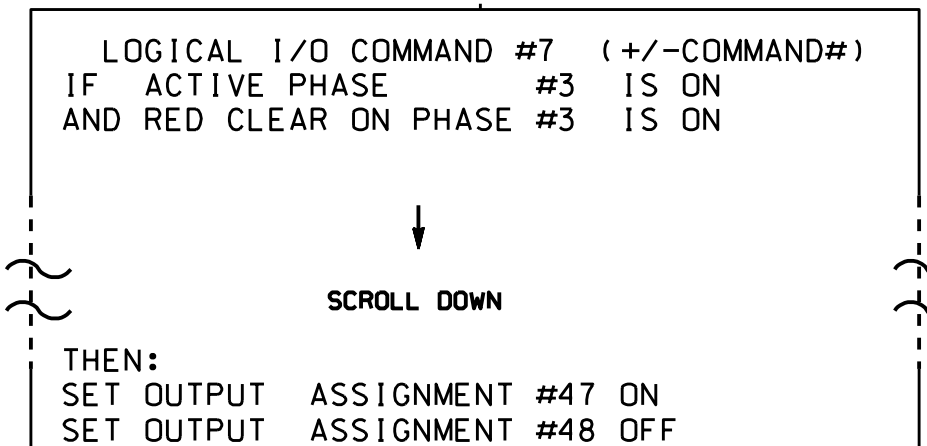 LOGICAL I/O COMMAND #7 (+/-COMMAND#)
IF ACTIVE PHASE #3 IS ON
AND RED CLEAR ON PHASE #3 IS ON
SCROLL DOWN
THEN:
SET OUTPUT ASSIGNMENT #47 ON
SET OUTPUT ASSIGNMENT #48 OFF